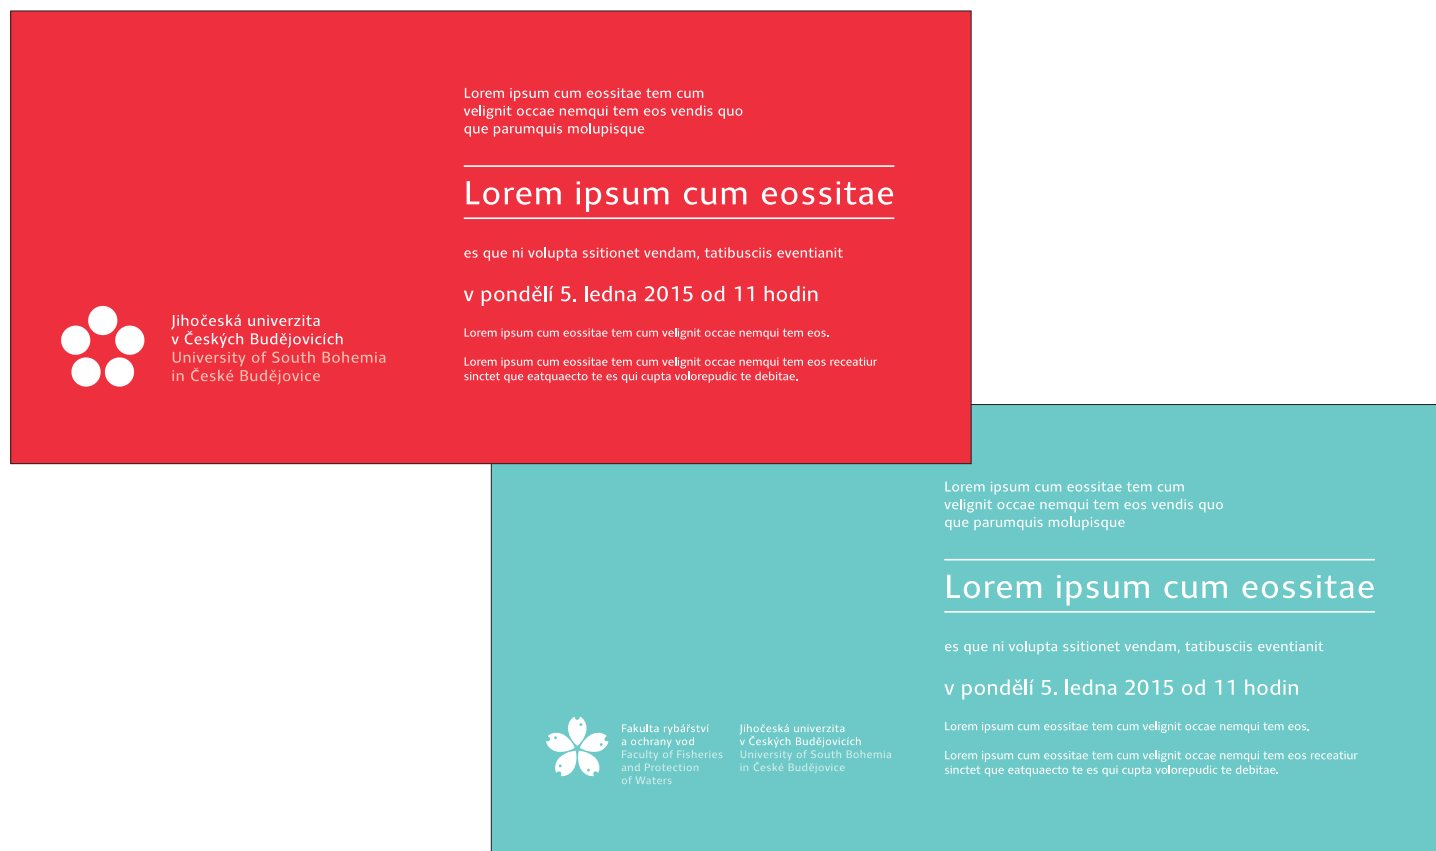 Lorem ipsum cum eossitae tem cum
velignit occae nemqui tem eos vendis quo
que parumquis molupisque
Lorem ipsum cum eossitae
es que ni volupta ssitionet vendam, tatibusciis eventianit
v pondělí 5. ledna 2015 od 11 hodin
Lorem ipsum cum eossitae tem cum velignit occae nemqui tem eos.
Lorem ipsum cum eossitae tem cum velignit occae nemqui tem eos receatiur
sinctet que eatquaecto te es qui cupta volorepudic te debitae.
Jihočeská univerzita
v Českých Budějovicích
University of South Bohemia
in České Budějovice
Lorem ipsum cum eossitae tem cum
velignit occae nemqui tem eos vendis quo
que parumquis molupisque
Lorem ipsum cum eossitae
es que ni volupta ssitionet vendam, tatibusciis eventianit
v pondělí 5. ledna 2015 od 11 hodin
Lorem ipsum cum eossitae tem cum velignit occae nemqui tem eos.
Lorem ipsum cum eossitae tem cum velignit occae nemqui tem eos receatiur
sinctet que eatquaecto te es qui cupta volorepudic te debitae.
Fakulta rybářství
a ochrany vod
Faculty of Fisheries
and Protection
of Waters
Jihočeská univerzita
v Českých Budějovicích
University of South Bohemia
in České Budějovice